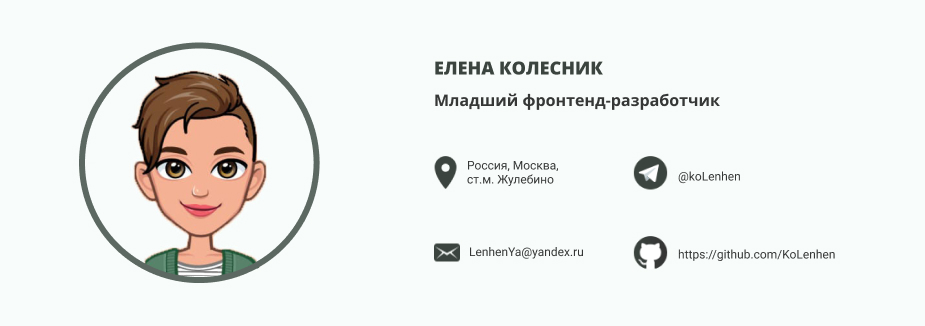 ЕЛЕНА КОЛЕСНИК
Младший фронтенд-разработчик
Россия, Москва,
ст.м. Жулебино
@koLenhen
LenhenYa@yandex.ru
https://github.com/KoLenhen